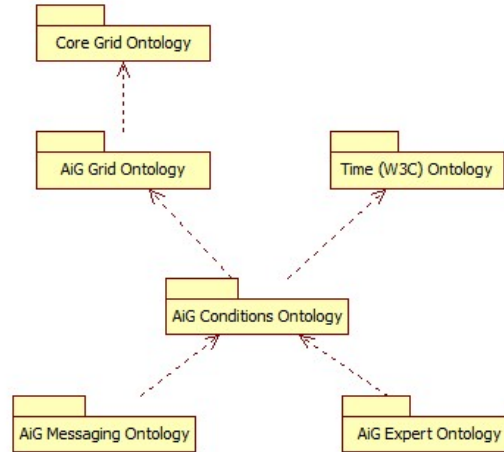 Core Grid Ontology
AiG Grid Ontology
Time (W3C) Ontology
AiG Conditions Ontology
AiG Messaging Ontology
AiG Expert Ontology